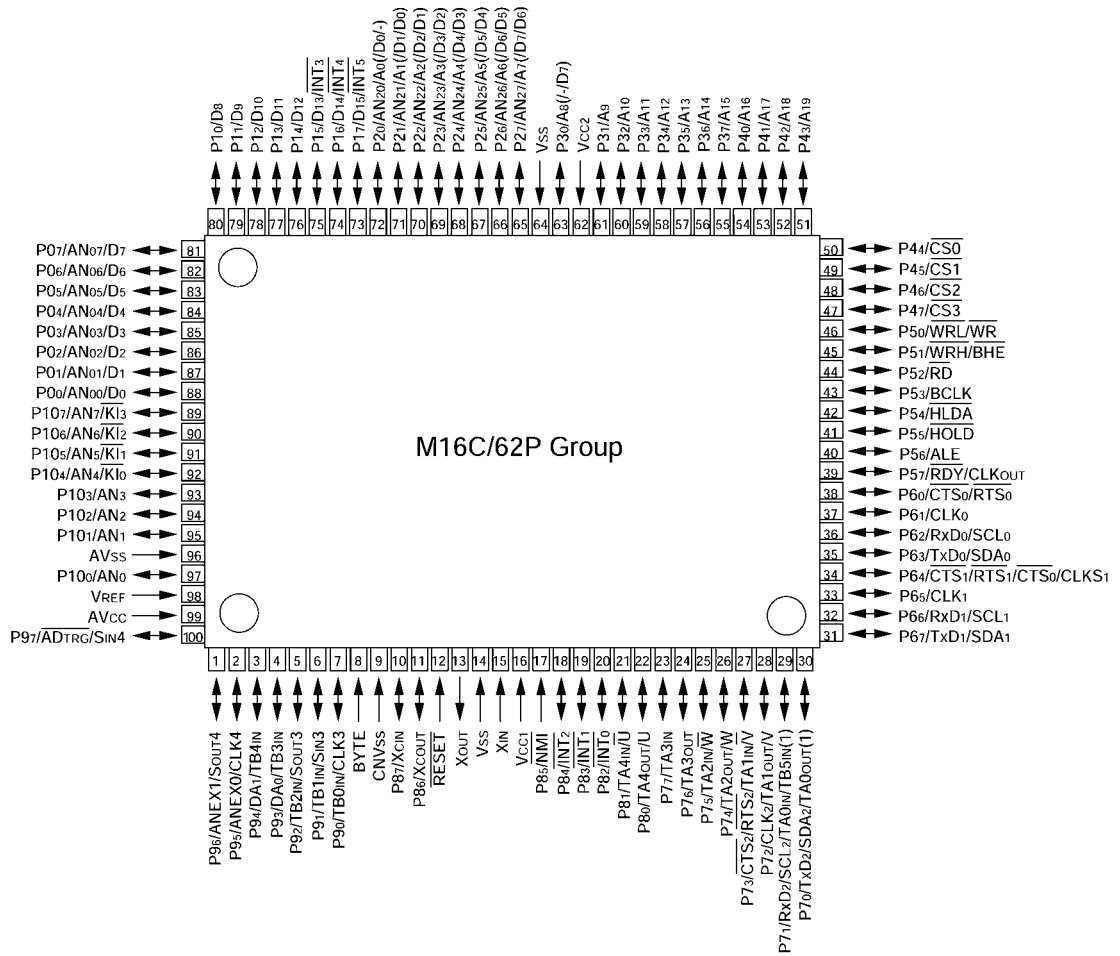 P10/D8
P11/D9
P12/D10
P13/D11
P14/D12
P15/D13/INT3
P16/D14/INT4
P17/D15/INT5
P20/AN20/A0(/D0/-)
P21/AN21/A1(/D1/D0)
P22/AN22/A2(/D2/D1)
P23/AN23/A3(/D3/D2)
P24/AN24/A4(/D4/D3)
P25/AN25/A5(/D5/D4)
P26/AN26/A6(/D6/D5)
P27/AN27/A7(/D7/D6)
VSS
P30/A8(/-/D7)
VCC2
P31/A9
P32/A10
P33/A11
P34/A12
P35/A13
P36/A14
P37/A15
P40/A16
P41/A17
P42/A18
P43/A19
80 79 78 77 76 75 74 73 72 71 70 69 68 67 66 65 64 63 62 61 60 59 58 57 56 55 54 53 52 51
P07/AN07/D7 81
P06/AN06/D6 82
P05/AN05/D5 83
P04/AN04/D4 84
P03/AN03/D3 85
P02/AN02/D2 86
P01/AN01/D1 87
P00/AN00/D0 88
P107/AN7/KI3 89
P106/AN6/KI2 90
P105/AN5/KI1 91
P104/AN4/KI0 92
P103/AN3 93
P102/AN2 94
P101/AN1 95
AVSS 96
P100/AN0 97
VREF 98
AVCC 99
P97/ADTRG/SIN4 100
M16C/62P Group
50 P44/CS0
49 P45/CS1
48 P46/CS2
47 P47/CS3
46 P50/WRL/WR
45 P51/WRH/BHE
44 P52/RD
43 P53/BCLK
42 P54/HLDA
41 P55/HOLD
40 P56/ALE
39 P57/RDY/CLKOUT
38 P60/CTS0/RTS0
37 P61/CLK0
36 P62/RxD0/SCL0
35 P63/TxD0/SDA0
34 P64/CTS1/RTS1/CTS0/CLKS1
33 P65/CLK1
32 P66/RxD1/SCL1
31 P67/TxD1/SDA1
1 2 3 4 5 6 7 8 9 10 11 12 13 14 15 16 17 18 19 20 21 22 23 24 25 26 27 28 29 30
P96/ANEX1/SOUT4
P95/ANEX0/CLK4
P94/DA1/TB4IN
P93/DA0/TB3IN
P92/TB2IN/SOUT3
P91/TB1IN/SIN3
P90/TB0IN/CLK3
BYTE
CNVSS
P87/XCIN
P86/XCOUT
RESET
XOUT
VSS
XIN
VCC1
P85/NMI
P84/INT2
P83/INT1
P82/INT0
P81/TA4IN/U
P80/TA4OUT/U
P77/TA3IN
P76/TA3OUT
P75/TA2IN/W
P74/TA2OUT/W
P73/CTS2/RTS2/TA1IN/V
P72/CLK2/TA1OUT/V
P71/RxD2/SCL2/TA0IN/TB5IN(1)
P70/TxD2/SDA2/TA0OUT(1)